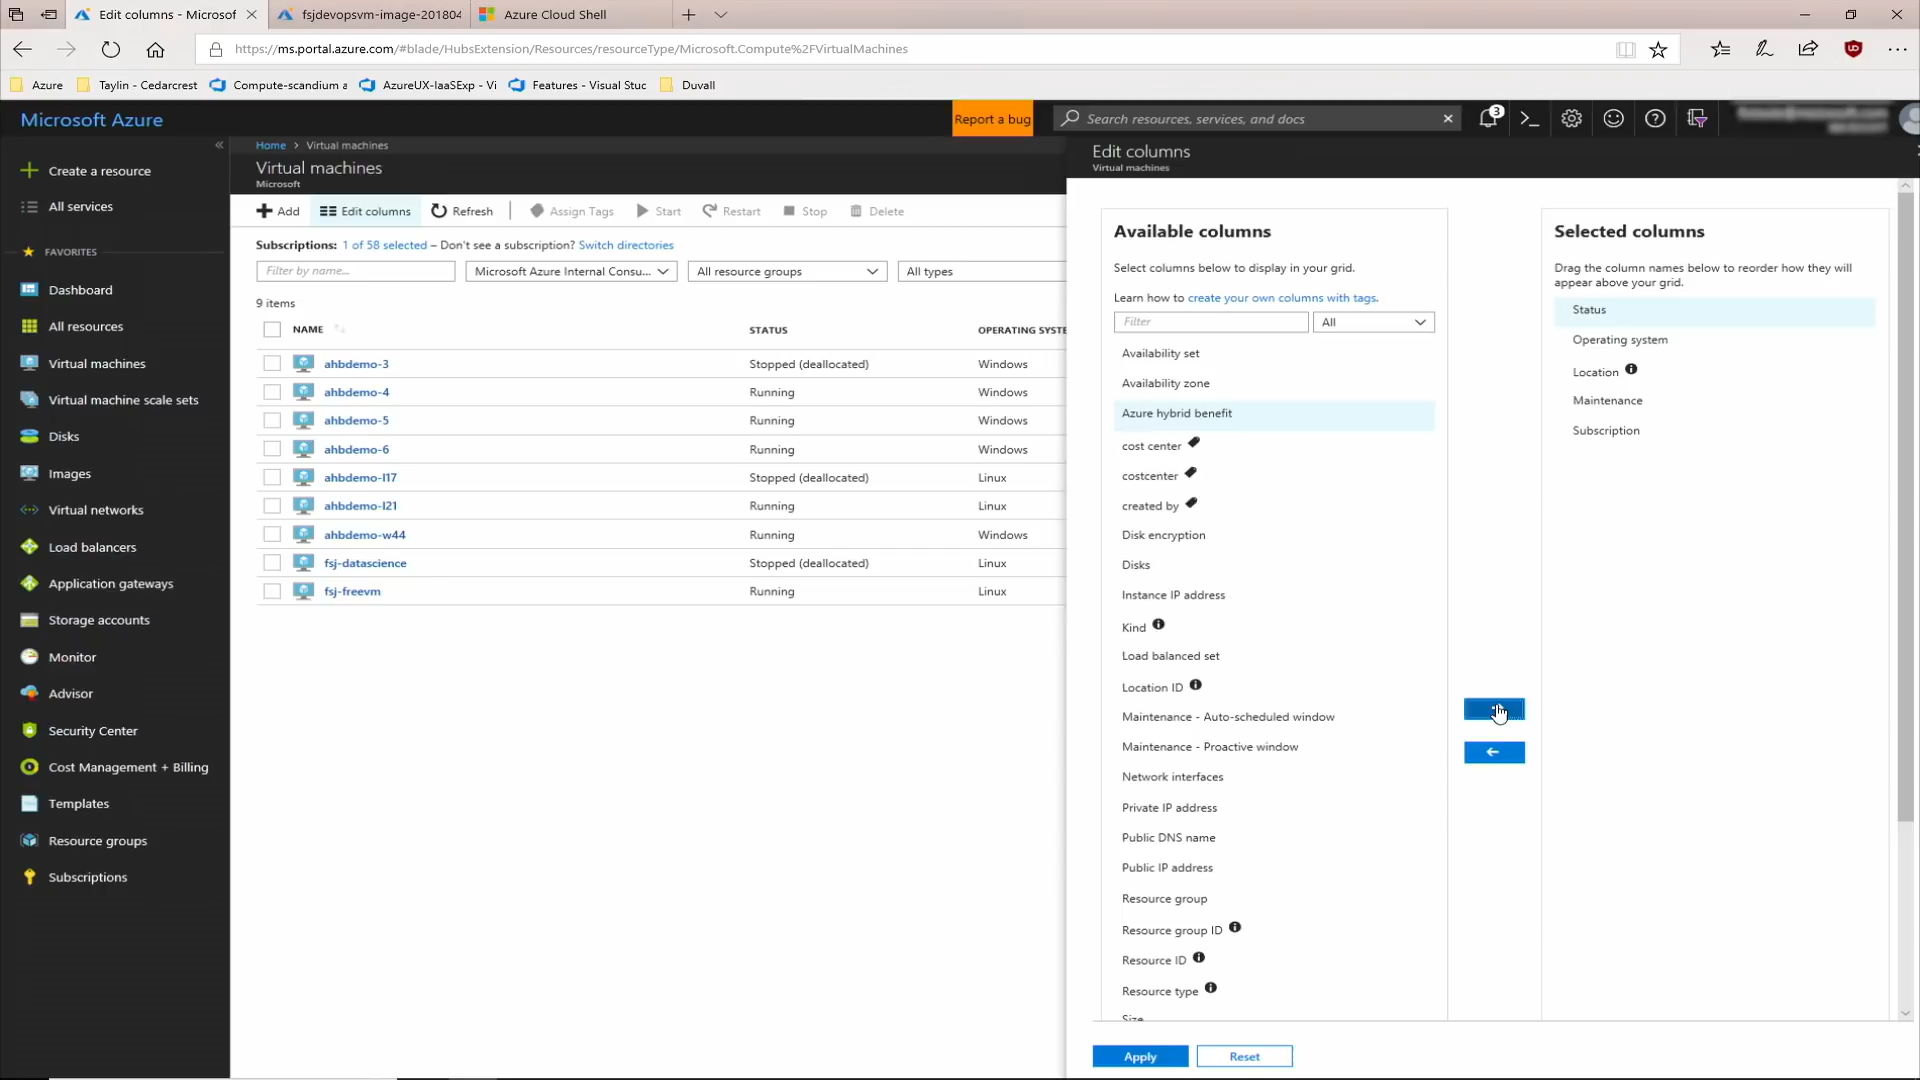 Edit columns - Microsof
fsjdevopsvm-image-201804
Azure Cloud Shell
https://ms.portal.azure.com/#blade/HubsExtension/Resources/resourceType/Microsoft.Compute%2FVirtualMachines
Azure
Taylin - Cedarcrest
Compute-scandium a
AzureUX-IaaSExp - Vi
Features - Visual Stuc
Duvall
Microsoft Azure
Report a bug
Search resources, services, and docs
3
Create a resource
All services
FAVORITES
Dashboard
All resources
Virtual machines
Virtual machine scale sets
Disks
Images
Virtual networks
Load balancers
Application gateways
Storage accounts
Monitor
Advisor
Security Center
Cost Management + Billing
Templates
Resource groups
Subscriptions
Home > Virtual machines
Virtual machines
Microsoft
Add
Edit columns
Refresh
Assign Tags
Start
Restart
Stop
Delete
Subscriptions: 1 of 58 selected – Don't see a subscription? Switch directories
Filter by name...
Microsoft Azure Internal Consu...
All resource groups
All types
9 items
NAME STATUS OPERATING SYSTE
ahbdemo-3 Stopped (deallocated) Windows
ahbdemo-4 Running Windows
ahbdemo-5 Running Windows
ahbdemo-6 Running Windows
ahbdemo-l17 Stopped (deallocated) Linux
ahbdemo-l21 Running Linux
ahbdemo-w44 Running Windows
fsj-datascience Stopped (deallocated) Linux
fsj-freevm Running Linux
Edit columns
Virtual machines
Available columns
Select columns below to display in your grid.
Learn how to create your own columns with tags.
Filter
All
Availability set
Availability zone
Azure hybrid benefit
cost center
costcenter
created by
Disk encryption
Disks
Instance IP address
Kind
Load balanced set
Location ID
Maintenance - Auto-scheduled window
Maintenance - Proactive window
Network interfaces
Private IP address
Public DNS name
Public IP address
Resource group
Resource group ID
Resource ID
Resource type
Size
Selected columns
Drag the column names below to reorder how they will
appear above your grid.
Status
Operating system
Location
Maintenance
Subscription
Apply
Reset